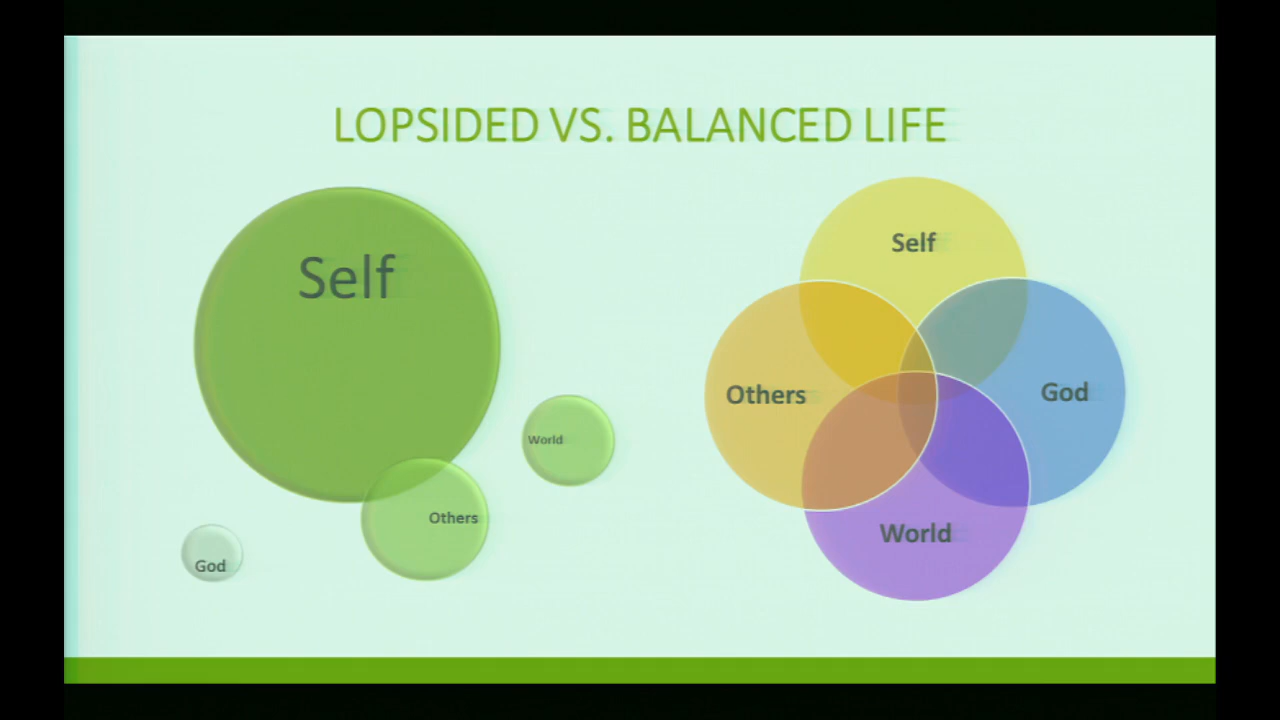 LOPSIDED VS. BALANCED LIFE
Self
World
Others
God
Self
Others
God
World